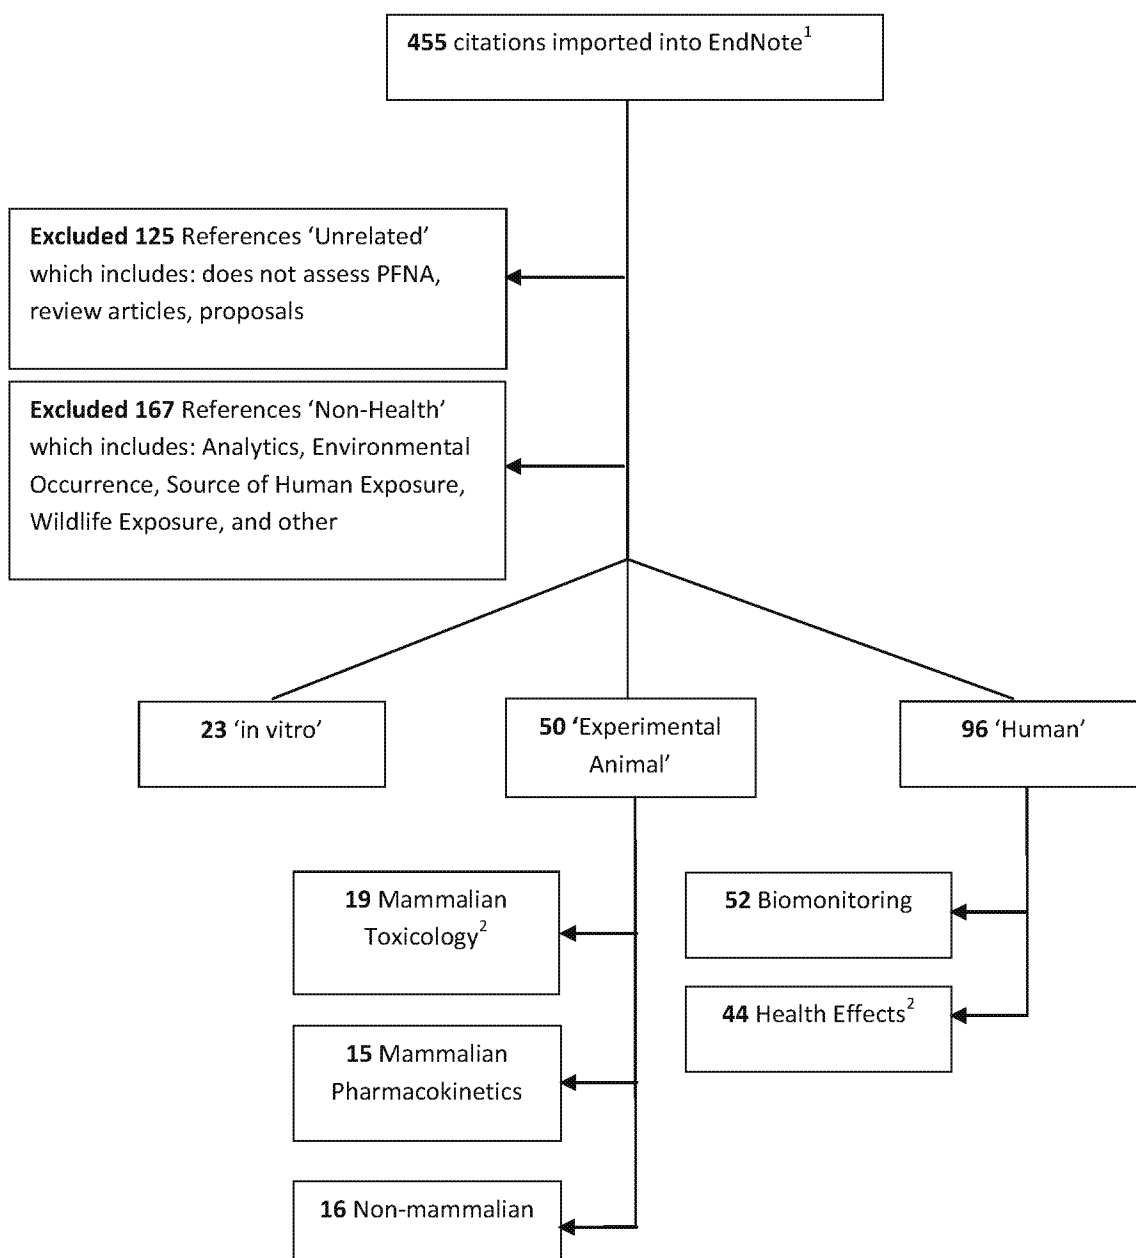 455 citations imported into EndNote1
Excluded 125 References ‘Unrelated’
which includes: does not assess PFNA,
review articles, proposals
Excluded 167 References ‘Non-Health’
which includes: Analytics, Environmental
Occurrence, Source of Human Exposure,
Wildlife Exposure, and other
23 ‘in vitro’
50 ‘Experimental
Animal’
96 ‘Human’
19 Mammalian
Toxicology2
15 Mammalian
Pharmacokinetics
16 Non-mammalian
52 Biomonitoring
44 Health Effects2